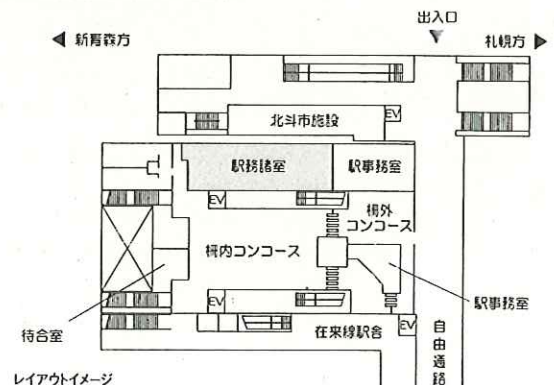 出入口
◀ 新青森方
札幌方 ▶
北斗市施設
EV
駅務諸室
駅事務室
EV
柵外
コンコース
柵内コンコース
駅事務室
待合室
EV
在来線駅舎
EV
自由通路
レイアウトイメージ